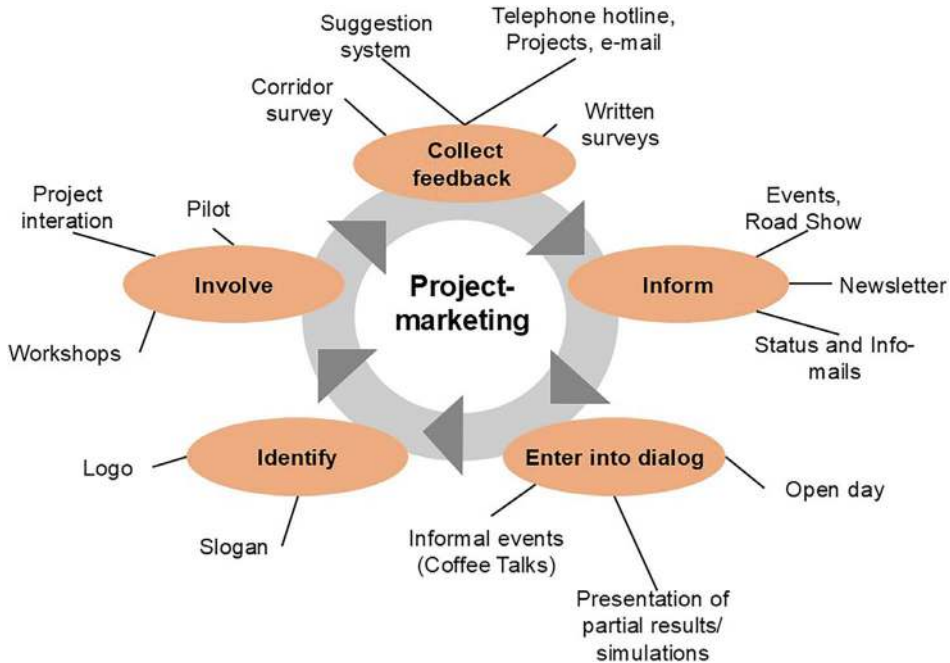 Suggestion
system
Telephone hotline,
Projects, e-mail
Corridor
survey
Written
surveys
Collect
feedback
Project
interation
Pilot
Events,
Road Show
Involve
Project-
marketing
Inform
Newsletter
Workshops
Status and Info-
mails
Logo
Identify
Enter into dialog
Open day
Slogan
Informal events
(Coffee Talks)
Presentation of
partial results/
simulations